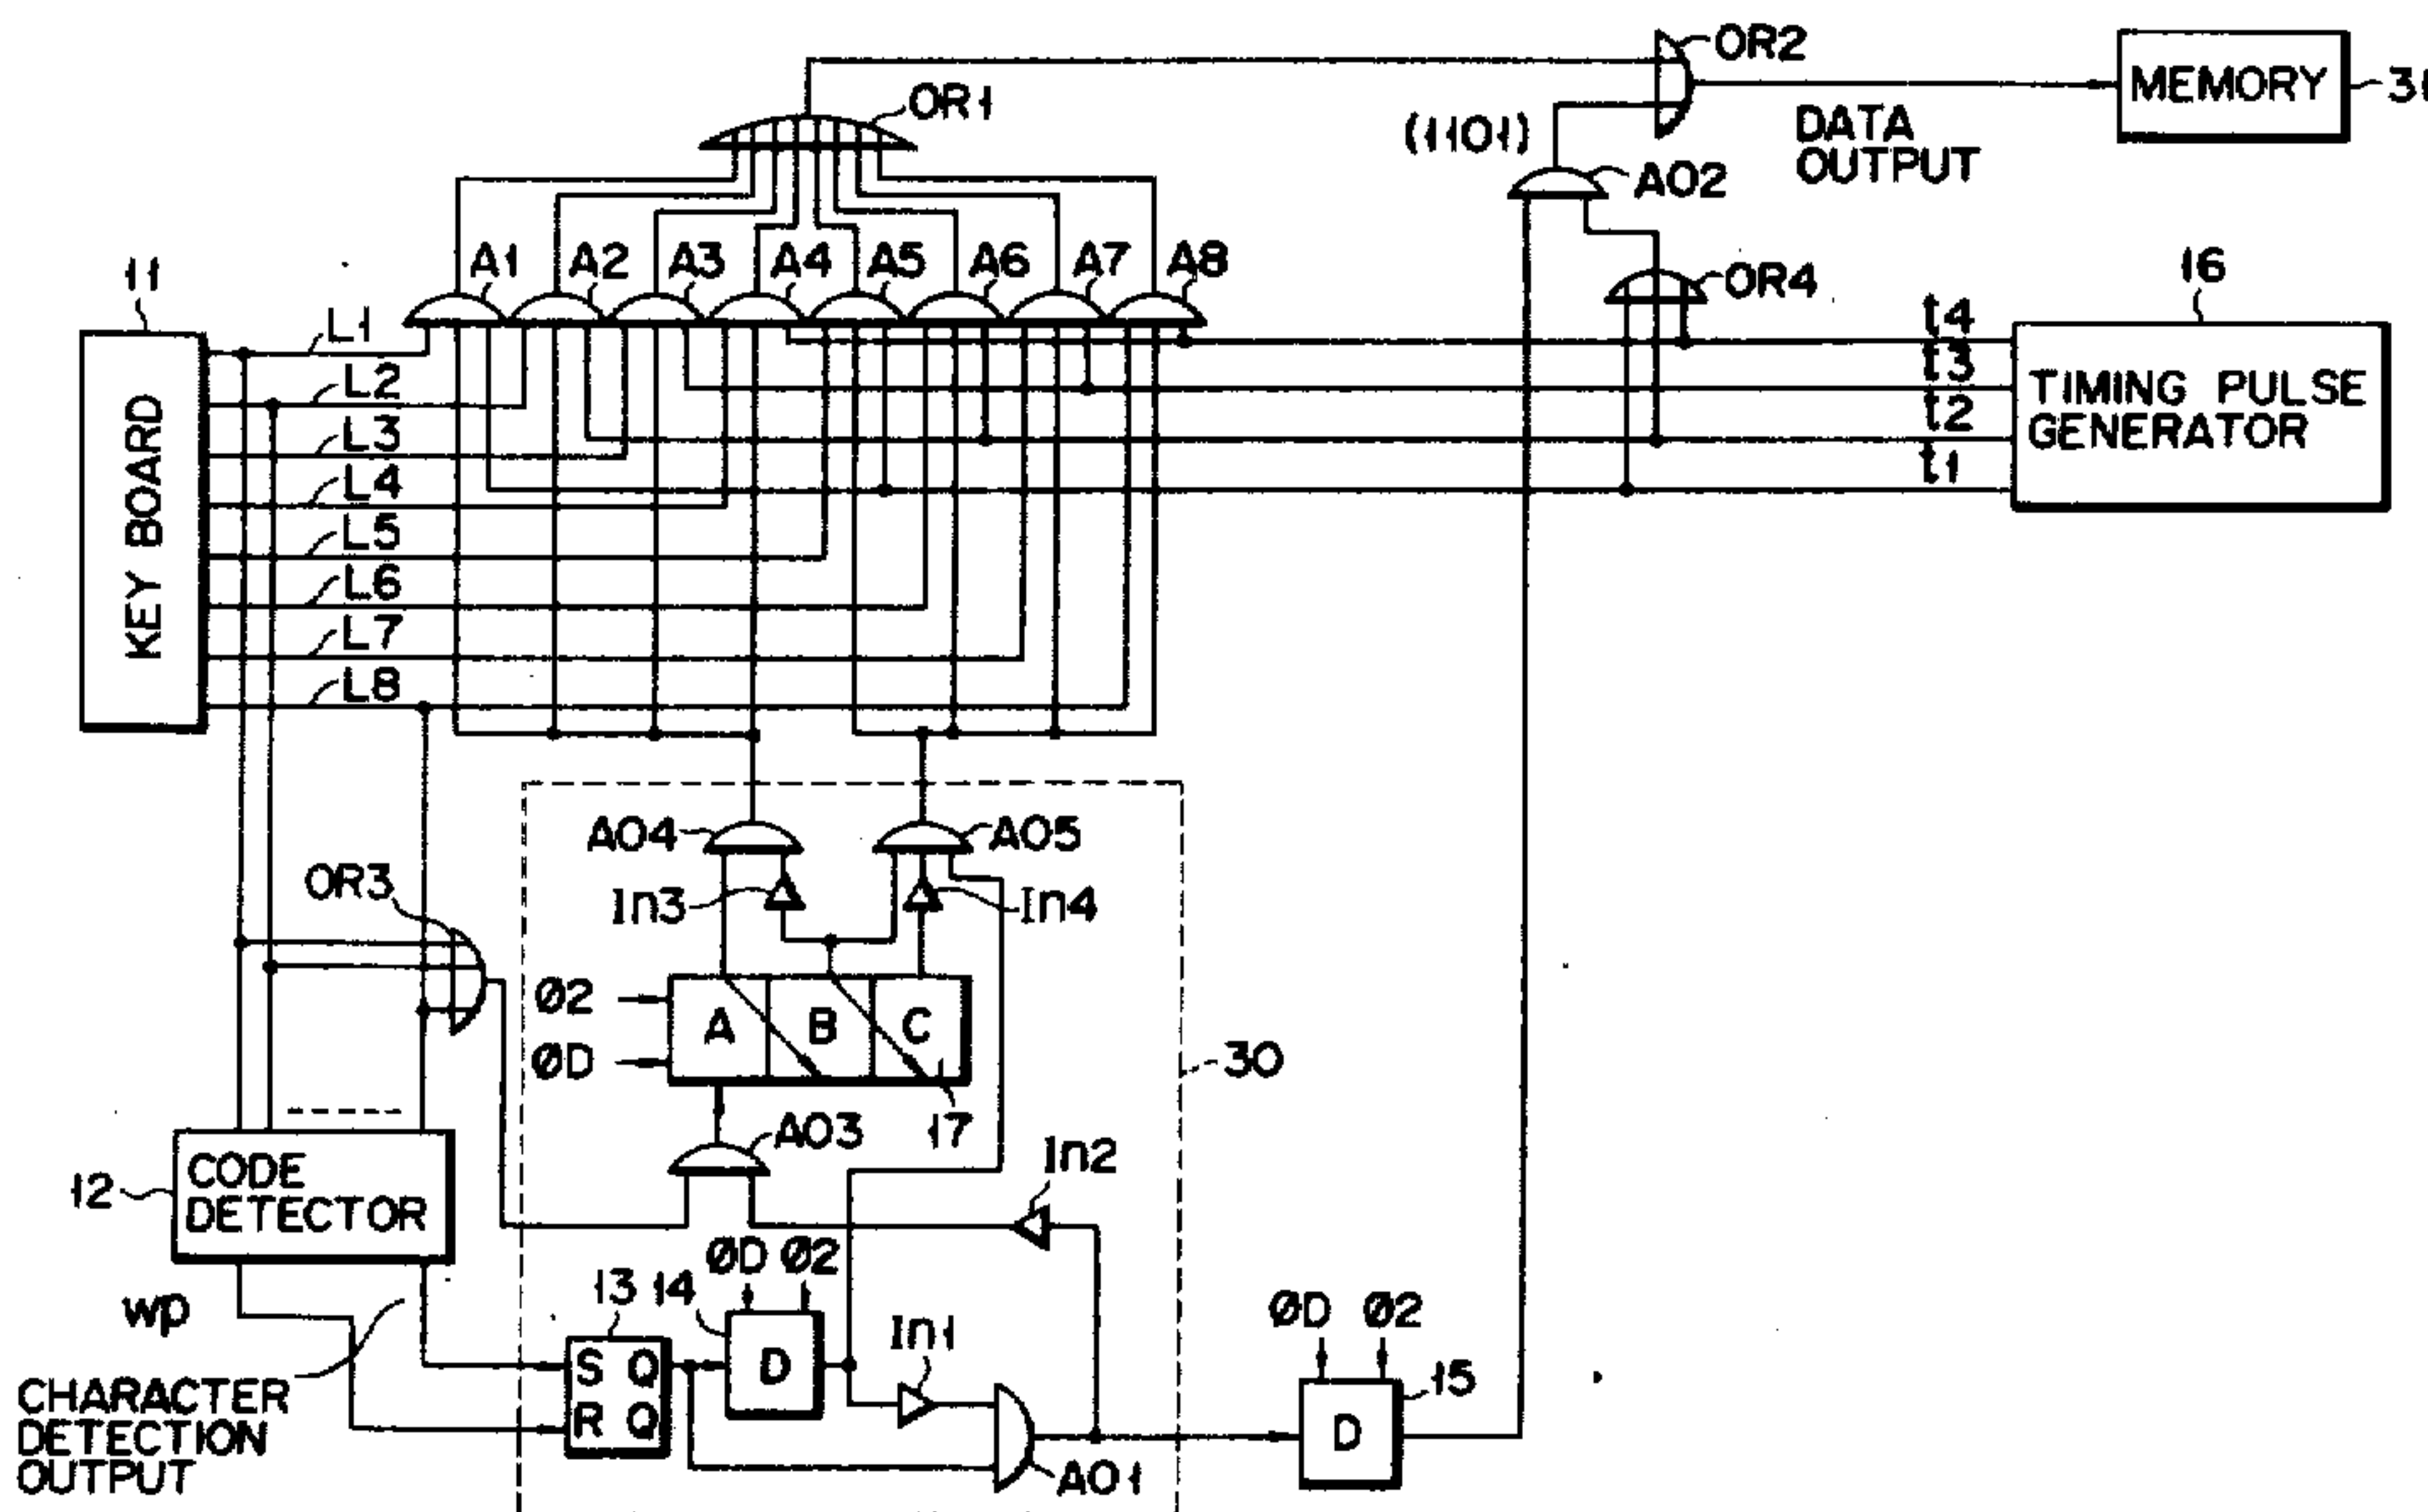 OR2
MEMORY
31
OR1
(1101)
DATA
OUTPUT
A02
A1
A2
A3
A4
A5
A6
A7
A8
OR4
16
11
L1
t4
t3
t2
t1
TIMING PULSE
GENERATOR
KEY BOARD
L2
L3
L4
L5
L6
L7
L8
A04
A05
OR3
In3
In4
Ø2
ØD
A
B
C
30
17
A03
In2
12
CODE
DETECTOR
ØD Ø2
13
14
In1
ØD Ø2
wp
S Q
R Q
D
15
D
CHARACTER
DETECTION
OUTPUT
A01